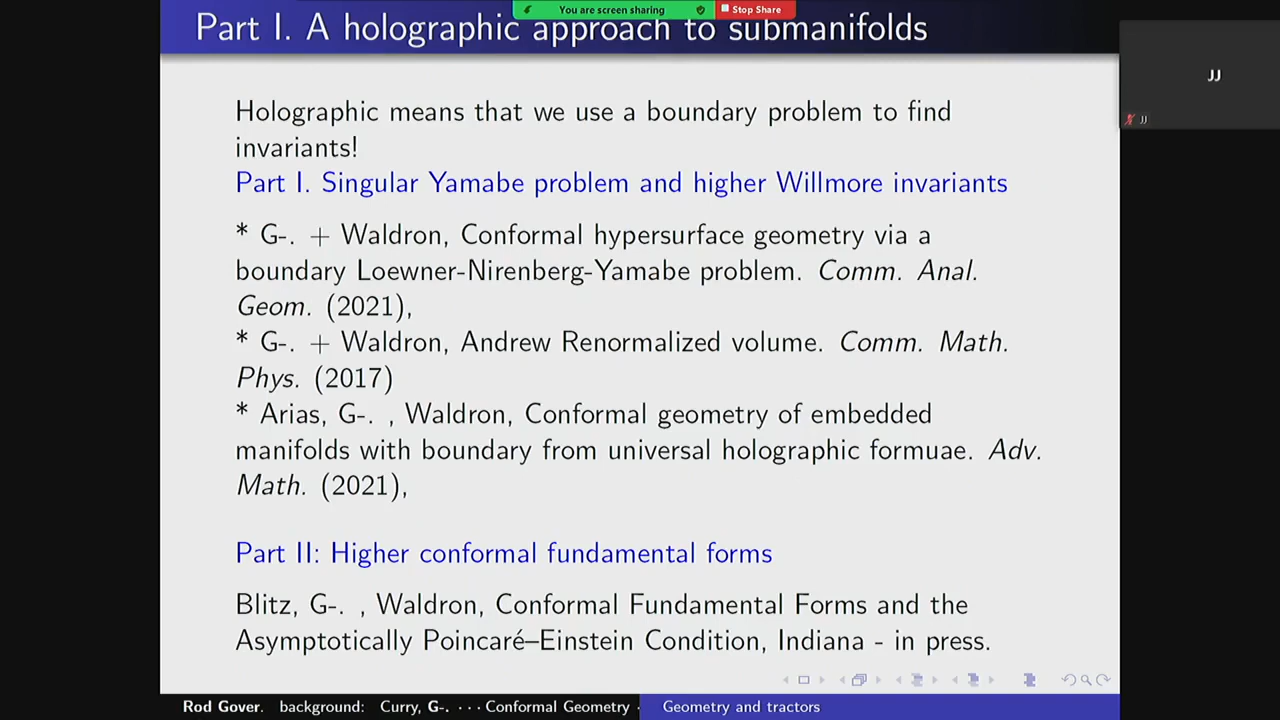 You are screen sharing
Stop Share
Part I. A holographic approach to submanifolds
JJ
JJ
Holographic means that we use a boundary problem to find
invariants!
Part I. Singular Yamabe problem and higher Willmore invariants
* G-. + Waldron, Conformal hypersurface geometry via a
boundary Loewner-Nirenberg-Yamabe problem. Comm. Anal.
Geom. (2021),
* G-. + Waldron, Andrew Renormalized volume. Comm. Math.
Phys. (2017)
* Arias, G-. , Waldron, Conformal geometry of embedded
manifolds with boundary from universal holographic formuae. Adv.
Math. (2021),
Part II: Higher conformal fundamental forms
Blitz, G-. , Waldron, Conformal Fundamental Forms and the
Asymptotically Poincaré–Einstein Condition, Indiana - in press.
Rod Gover. background: Curry, G-. ··· Conformal Geometry · Geometry and tractors